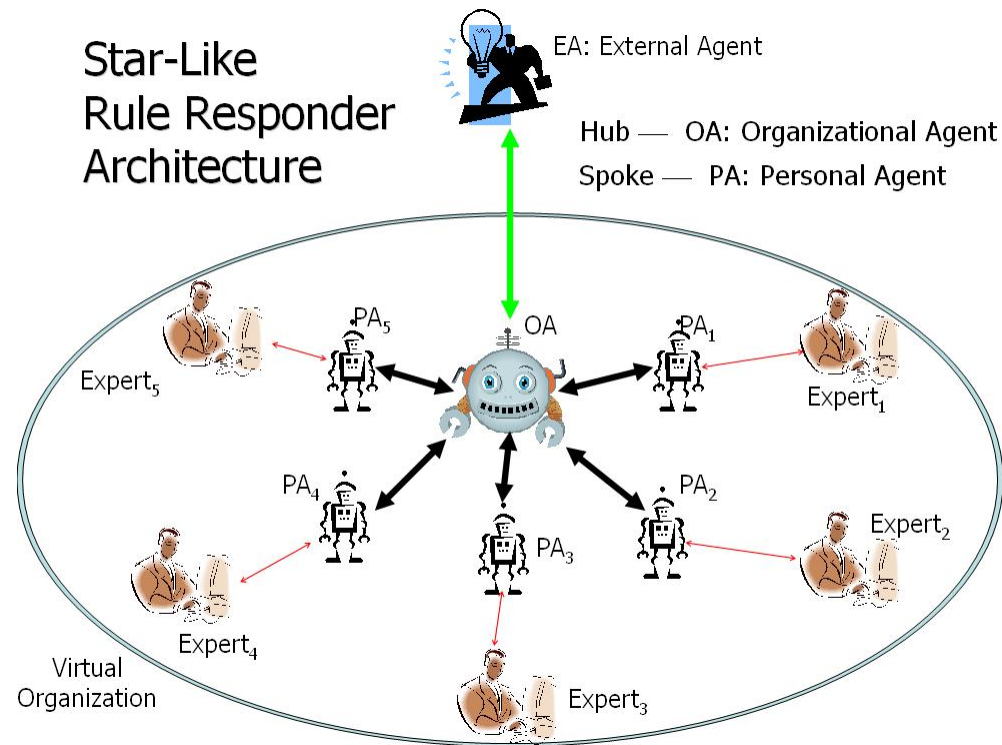 Star-Like
Rule Responder
Architecture
EA: External Agent
Hub — OA: Organizational Agent
Spoke — PA: Personal Agent
PA₅
OA
PA₁
Expert₅
Expert₁
PA₄
PA₂
PA₃
Expert₂
Expert₄
Expert₃
Virtual
Organization